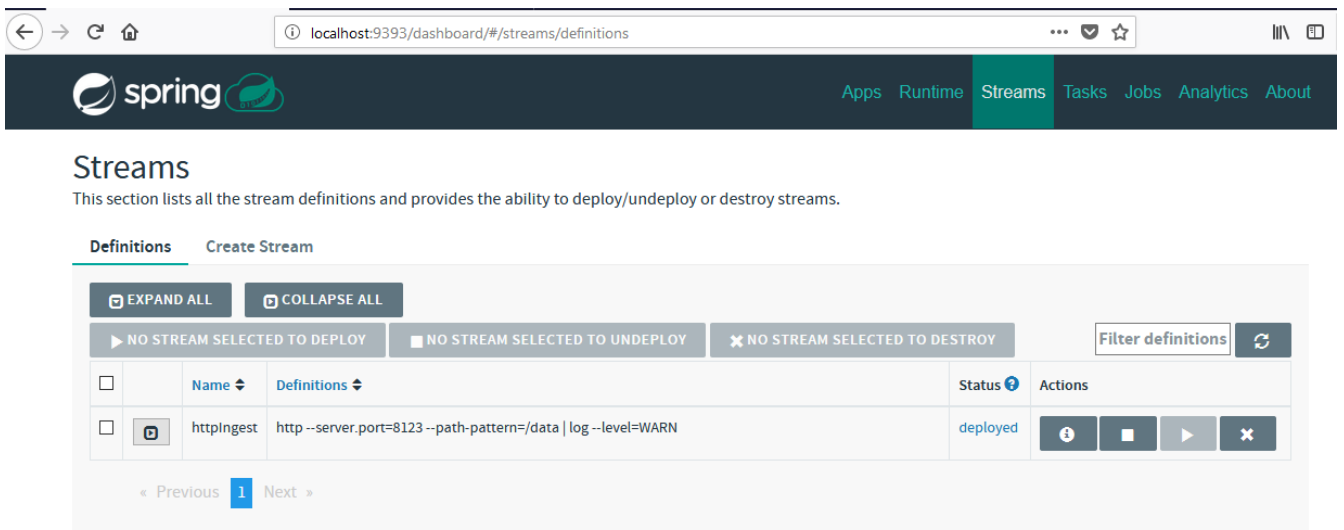 localhost:9393/dashboard/#/streams/definitions
spring
Apps Runtime Streams Tasks Jobs Analytics About
Streams
This section lists all the stream definitions and provides the ability to deploy/undeploy or destroy streams.
Definitions Create Stream
EXPAND ALL COLLAPSE ALL
NO STREAM SELECTED TO DEPLOY NO STREAM SELECTED TO UNDEPLOY NO STREAM SELECTED TO DESTROY Filter definitions
Name Definitions Status Actions
httpIngest http --server.port=8123 --path-pattern=/data | log --level=WARN deployed
« Previous 1 Next »